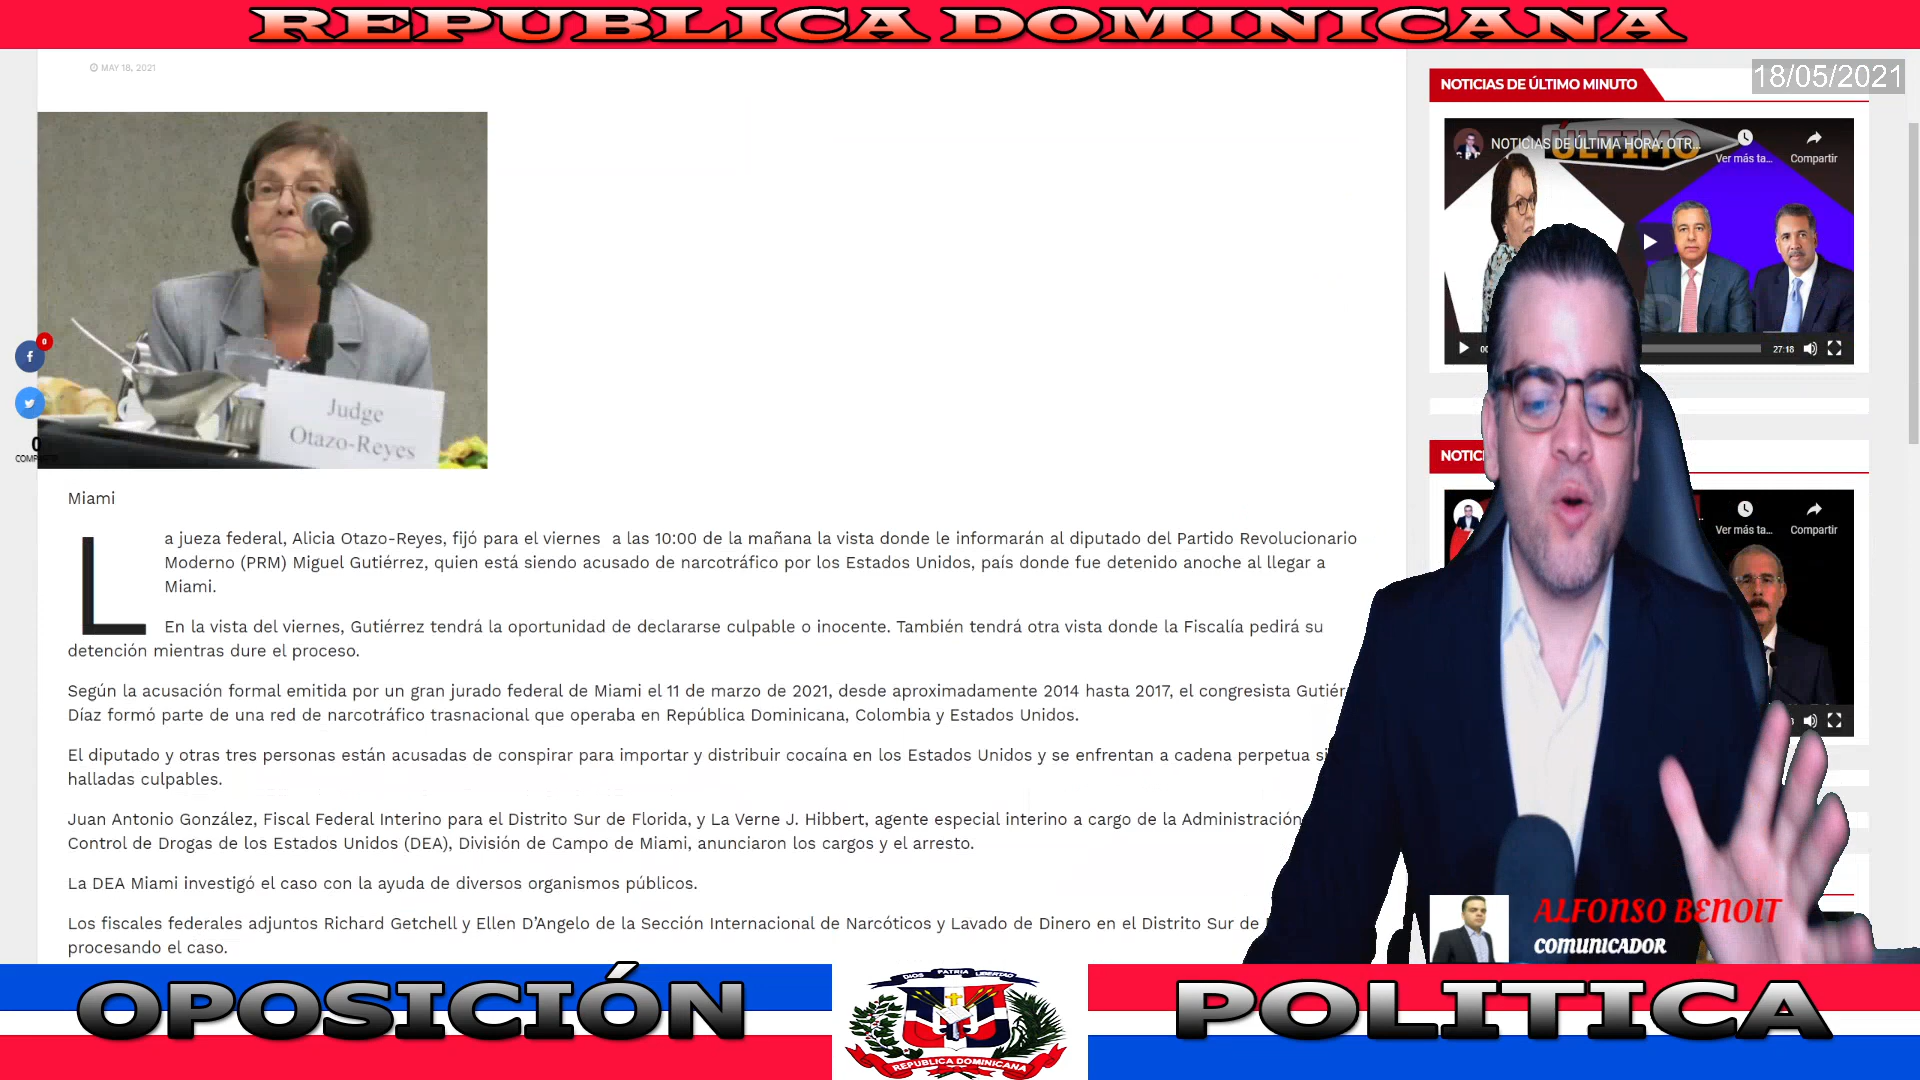 REPUBLICA DOMINICANA
MAY 18, 2021
18/05/2021
NOTICIAS DE ÚLTIMO MINUTO
NOTICIAS DE ÚLTIMA HORA. OTR...
ÚLTIMO
Ver más ta...
Compartir
27:18
Judge
Otazo-Reyes
0
0
Miami
La jueza federal, Alicia Otazo-Reyes, fijó para el viernes a las 10:00 de la mañana la vista donde le informarán al diputado del Partido Revolucionario
Moderno (PRM) Miguel Gutiérrez, quien está siendo acusado de narcotráfico por los Estados Unidos, país donde fue detenido anoche al llegar a
Miami.
En la vista del viernes, Gutiérrez tendrá la oportunidad de declararse culpable o inocente. También tendrá otra vista donde la Fiscalía pedirá su
detención mientras dure el proceso.
Según la acusación formal emitida por un gran jurado federal de Miami el 11 de marzo de 2021, desde aproximadamente 2014 hasta 2017, el congresista Gutiér
Díaz formó parte de una red de narcotráfico trasnacional que operaba en República Dominicana, Colombia y Estados Unidos.
El diputado y otras tres personas están acusadas de conspirar para importar y distribuir cocaína en los Estados Unidos y se enfrentan a cadena perpetua si
halladas culpables.
Juan Antonio González, Fiscal Federal Interino para el Distrito Sur de Florida, y La Verne J. Hibbert, agente especial interino a cargo de la Administración
Control de Drogas de los Estados Unidos (DEA), División de Campo de Miami, anunciaron los cargos y el arresto.
La DEA Miami investigó el caso con la ayuda de diversos organismos públicos.
Los fiscales federales adjuntos Richard Getchell y Ellen D'Angelo de la Sección Internacional de Narcóticos y Lavado de Dinero en el Distrito Sur de
procesando el caso.
NOTIC
Ver más ta...
Compartir
ALFONSO BENOIT
COMUNICADOR
OPOSICIÓN
DIOS PATRIA LIBERTAD
REPUBLICA DOMINICANA
POLITICA